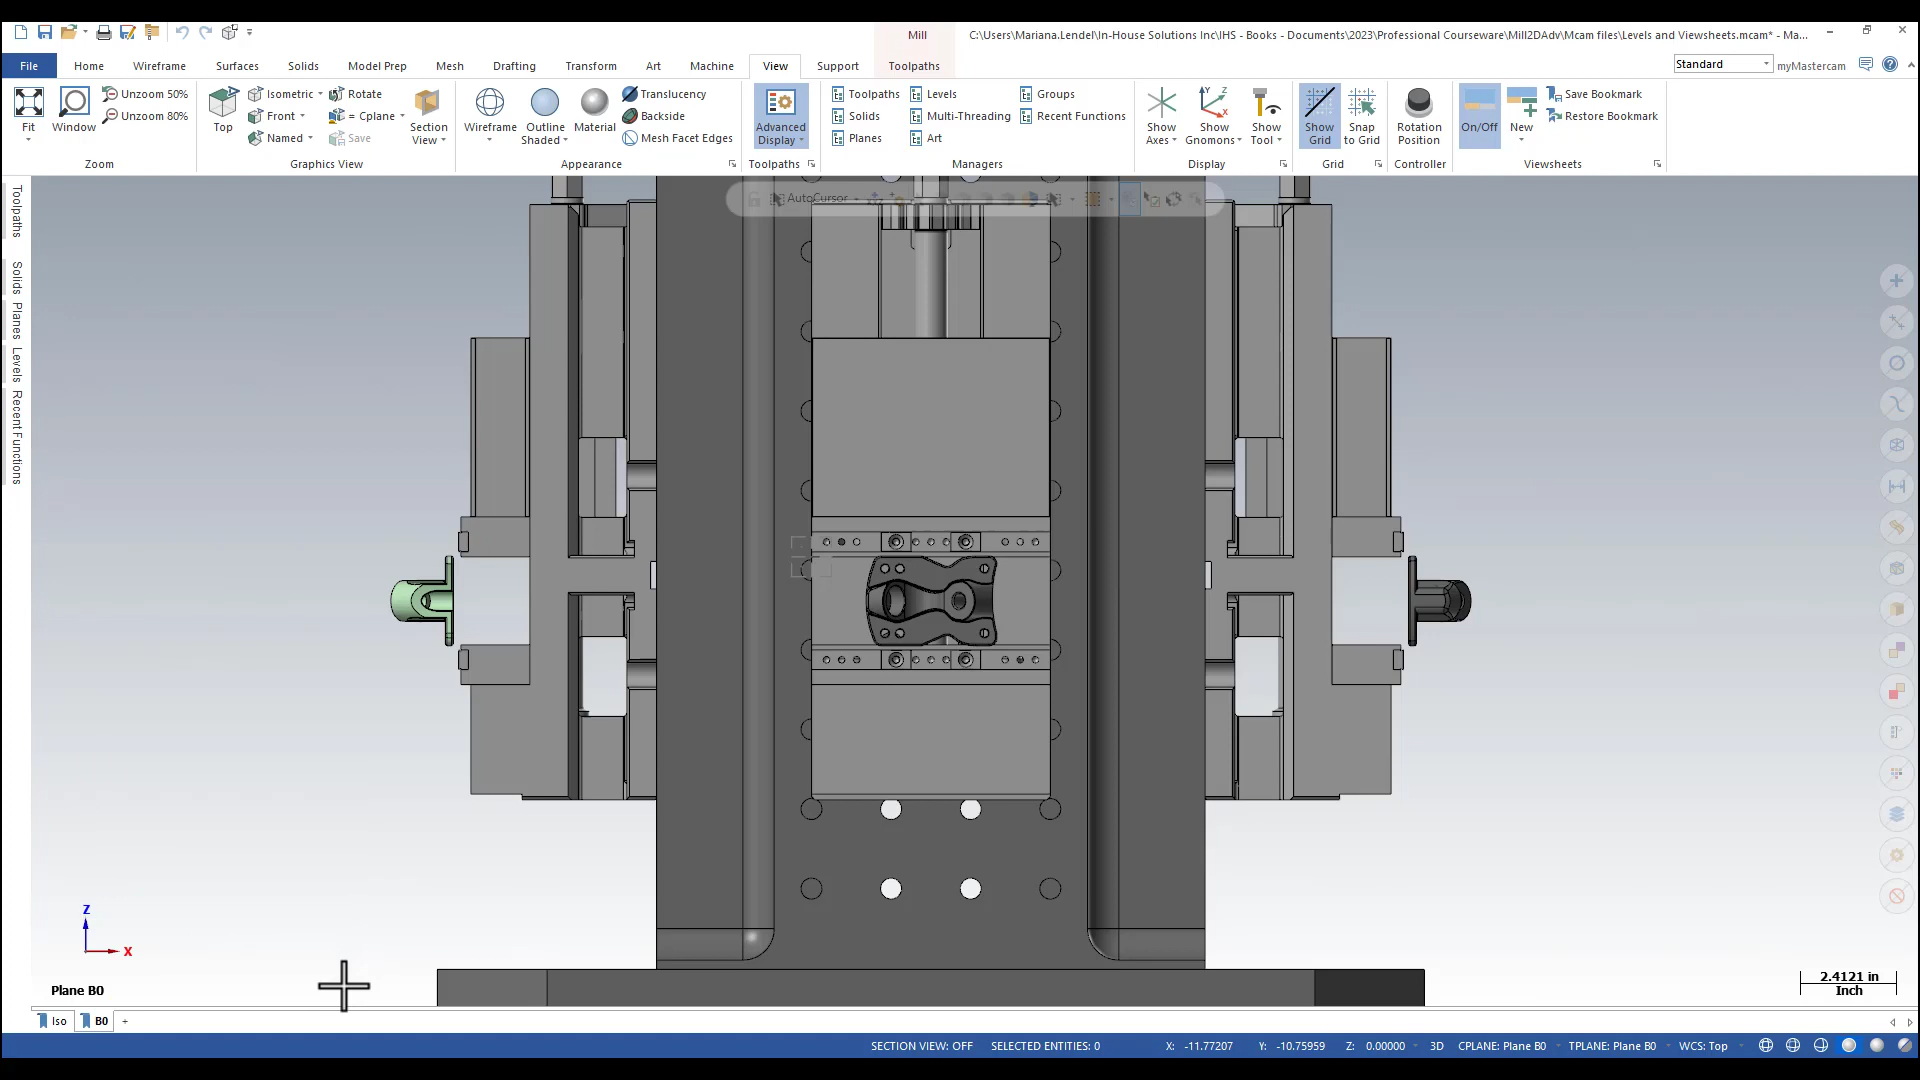 Mill
C:\Users\Mariana.Lendel\In-House Solutions Inc\IHS - Books - Documents\2023\Professional Courseware\Mill2DAdv\Mcam files\Levels and Viewsheets.mcam* - Ma...
File Home Wireframe Surfaces Solids Model Prep Mesh Drafting Transform Art Machine View Support Toolpaths Standard myMastercam
Unzoom 50% Isometric Rotate Translucency Toolpaths Levels Groups Save Bookmark
Unzoom 80% Front = Cplane Backside Solids Multi-Threading Recent Functions Restore Bookmark
Fit Window Top Named Save Section View Wireframe Outline Shaded Material Mesh Facet Edges Advanced Display Planes Art Show Axes Show Gnomons Show Tool Show Grid Snap to Grid Rotation Position On/Off New
Zoom Graphics View Appearance Toolpaths Managers Display Grid Controller Viewsheets
AutoCursor
Toolpaths
Solids
Planes
Levels
Recent Functions
Z
X
Y Z
X
Plane B0
2.4121 in
Inch
Iso B0 +
SECTION VIEW: OFF SELECTED ENTITIES: 0 X: -11.77207 Y: -10.75959 Z: 0.00000 3D CPLANE: Plane B0 TPLANE: Plane B0 WCS: Top